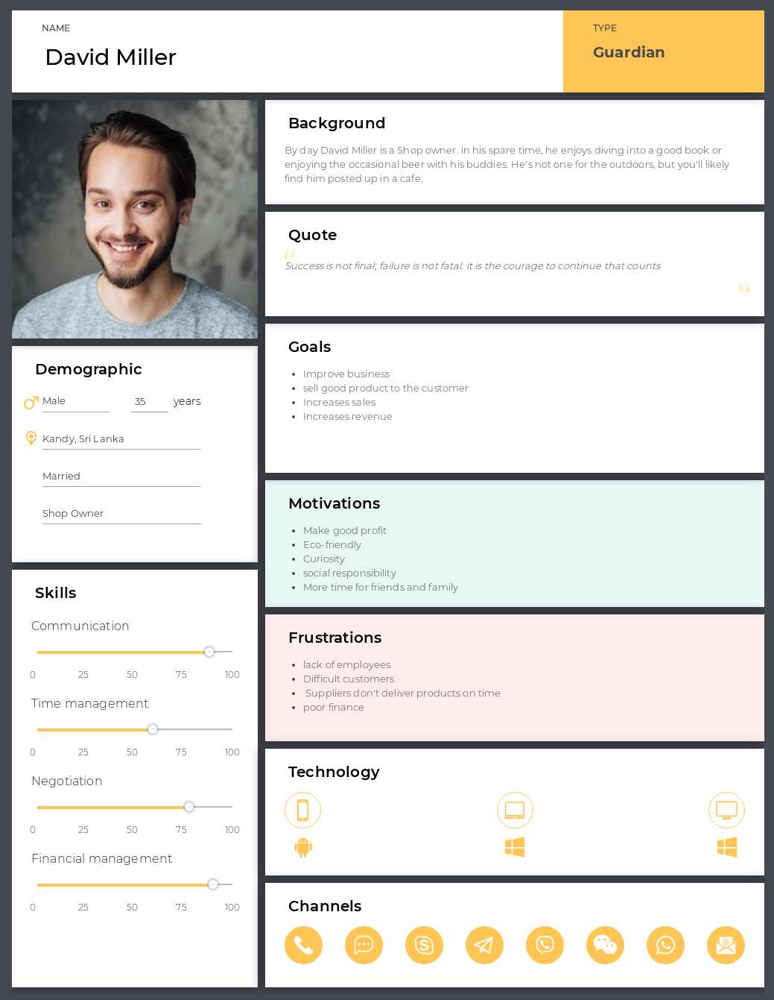 NAME
David Miller
TYPE
Guardian
Background
By day David Miller is a Shop owner. in his spare time, he enjoys diving into a good book or
enjoying the occasional beer with his buddies. He's not one for the outdoors, but you'll likely
find him posted up in a cafe.
Quote
“
Success is not final; failure is not fatal: it is the courage to continue that counts
”
Goals
• Improve business
• sell good product to the customer
• Increases sales
• Increases revenue
Demographic
Male 35 years
Kandy, Sri Lanka
Married
Shop Owner
Motivations
• Make good profit
• Eco-friendly
• Curiosity
• social responsibility
• More time for friends and family
Skills
Communication
0 25 50 75 100
Time management
0 25 50 75 100
Negotiation
0 25 50 75 100
Financial management
0 25 50 75 100
Frustrations
• lack of employees
• Difficult customers
• Suppliers don't deliver products on time
• poor finance
Technology
Channels